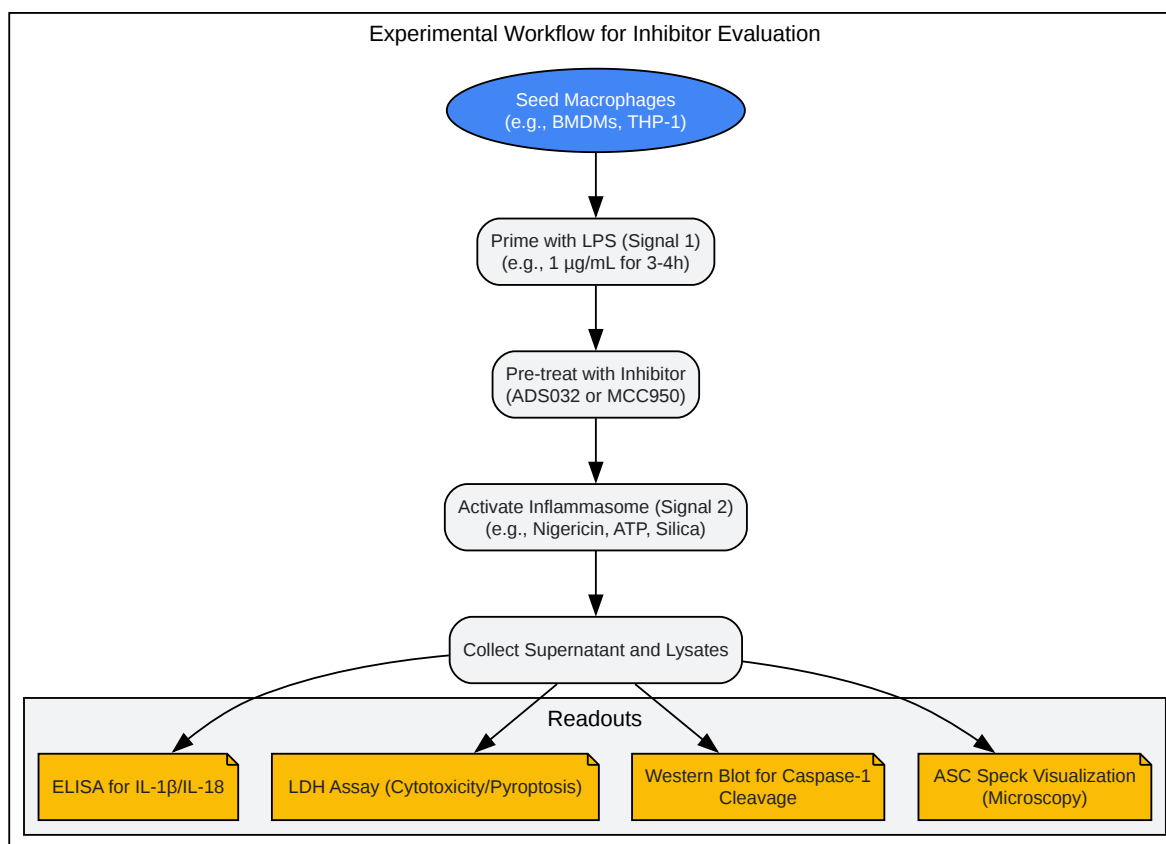 Experimental Workflow for Inhibitor Evaluation
Seed Macrophages
(e.g., BMDMs, THP-1)
Prime with LPS (Signal 1)
(e.g., 1 µg/mL for 3-4h)
Pre-treat with Inhibitor
(ADS032 or MCC950)
Activate Inflammasome (Signal 2)
(e.g., Nigericin, ATP, Silica)
Collect Supernatant and Lysates
Readouts
ELISA for IL-1β/IL-18
LDH Assay (Cytotoxicity/Pyroptosis)
Western Blot for Caspase-1
Cleavage
ASC Speck Visualization
(Microscopy)